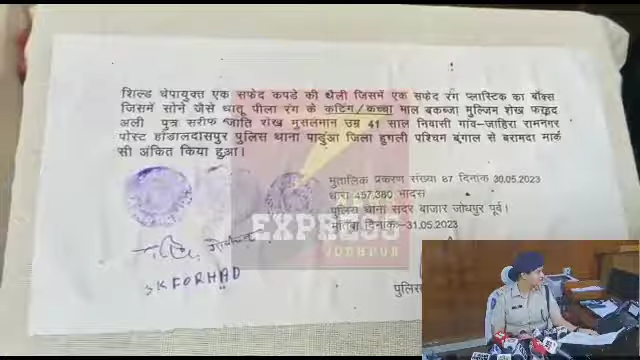 शिल्ड थेपायुक्त एक सफेद कपडे की थैली जिसमें एक सफेद रंग प्लास्टिक का बॉक्स
जिसमें सोने जैसे धातू पीला रंग के कटिंग/कच्चा माल बकब्जा मुल्जिम शेख फरहाद
अली पुत्र सरीफ जाति शेख मुसलमान उम्र 41 साल निवासी गांव-जाहिरा रामनगर
पोस्ट हांडालदासपुर पुलिस थाना पांडुआ जिला हुगली पश्चिम बंगाल से बरामदा मार्क
सी अंकित किया हुआ।
मुतालिक प्रकरण संख्या 87 दिनांक 30.05.2023
धारा 457,380 भादस
पुलिस थाना सदर बाजार जोधपुर पूर्व।
दिनांक-31.05.2023
EXPRESS
JODHPUR
SK FORHAD
पुलिस